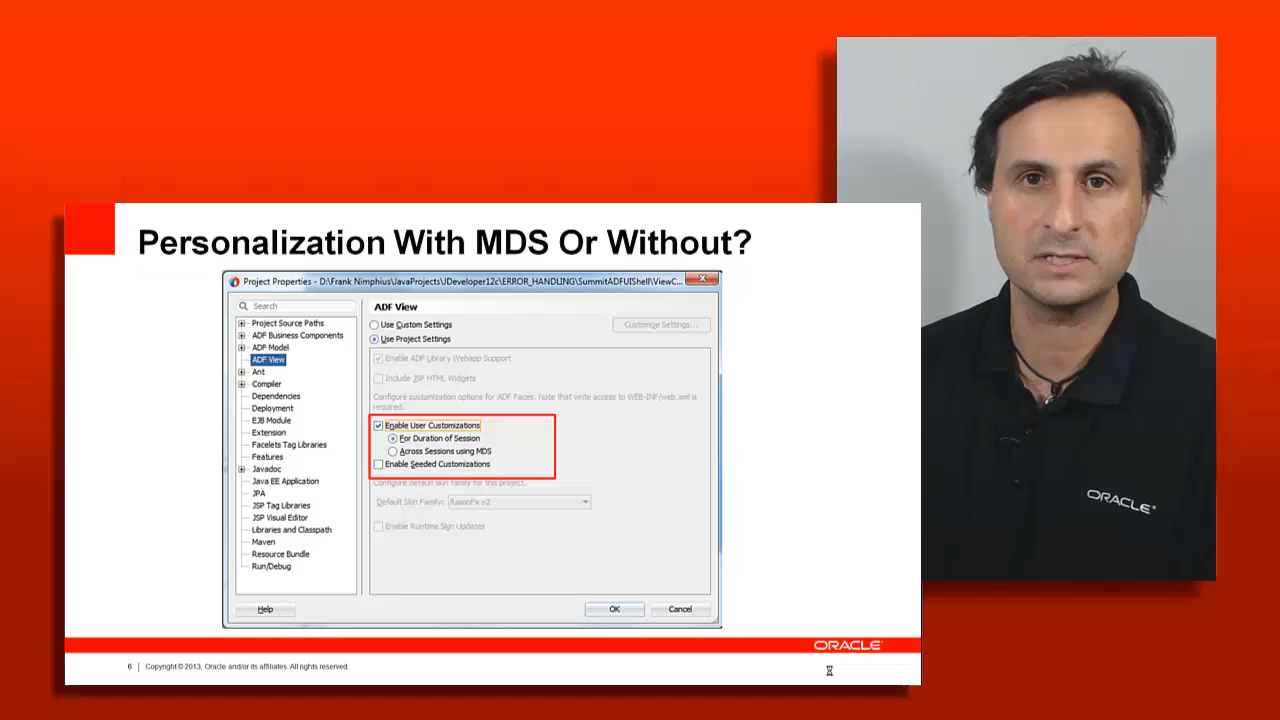 Personalization With MDS Or Without?
Project Properties - D:\Frank Nimphius\JavaProjects\JDeveloper12c\ERROR_HANDLING\SummitADFUIShell\ViewC...
Search
Project Source Paths
ADF Business Components
ADF Model
ADF View
Ant
Compiler
Dependencies
Deployment
EJB Module
Extension
Facelets Tag Libraries
Javadoc
Java EE Application
JPA
JSP Tag Libraries
JSP Visual Editor
Libraries and Classpath
Maven
Resource Bundle
Run/Debug
ADF View
Use Custom Settings
Customize Settings...
Use Project Settings
Enable ADF Library Webapp Support
Include JSP HTML Widgets
Configure customization options for ADF Faces. Note that write access to WEB-INF/web.xml is
required.
Enable User Customizations
For Duration of Session
Across Sessions using MDS
Enable Seeded Customizations
Configure default skin family for this project.
Default Skin Family: fusionFx v2
Enable Runtime Skin Updates
Help
OK
Cancel
ORACLE
6 | Copyright © 2013, Oracle and/or its affiliates. All rights reserved.
ORACLE